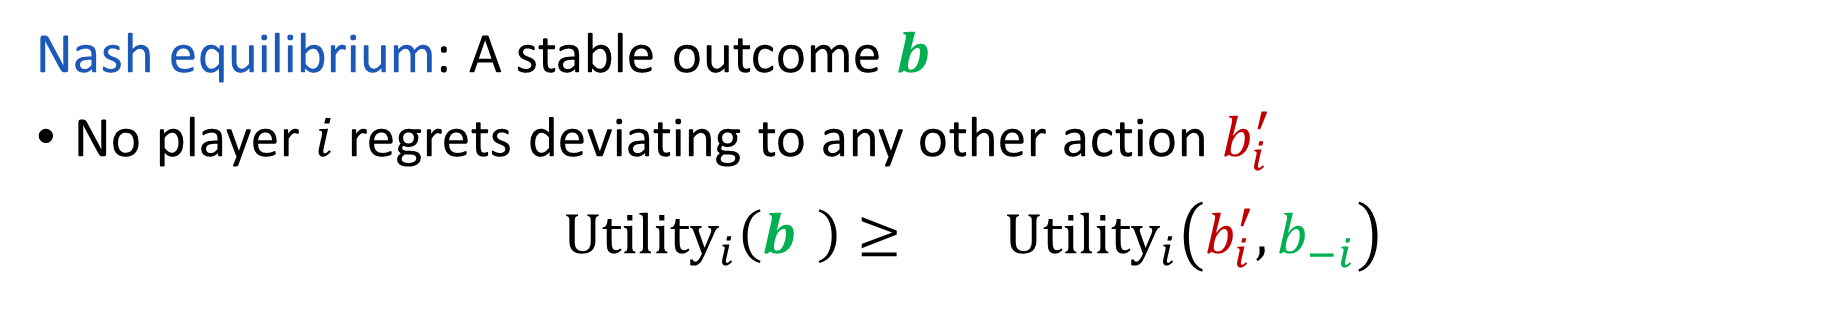 Nash equilibrium: A stable outcome b
• No player i regrets deviating to any other action b′ᵢ
Utilityᵢ(b ) ≥ Utilityᵢ(b′ᵢ, b₋ᵢ)